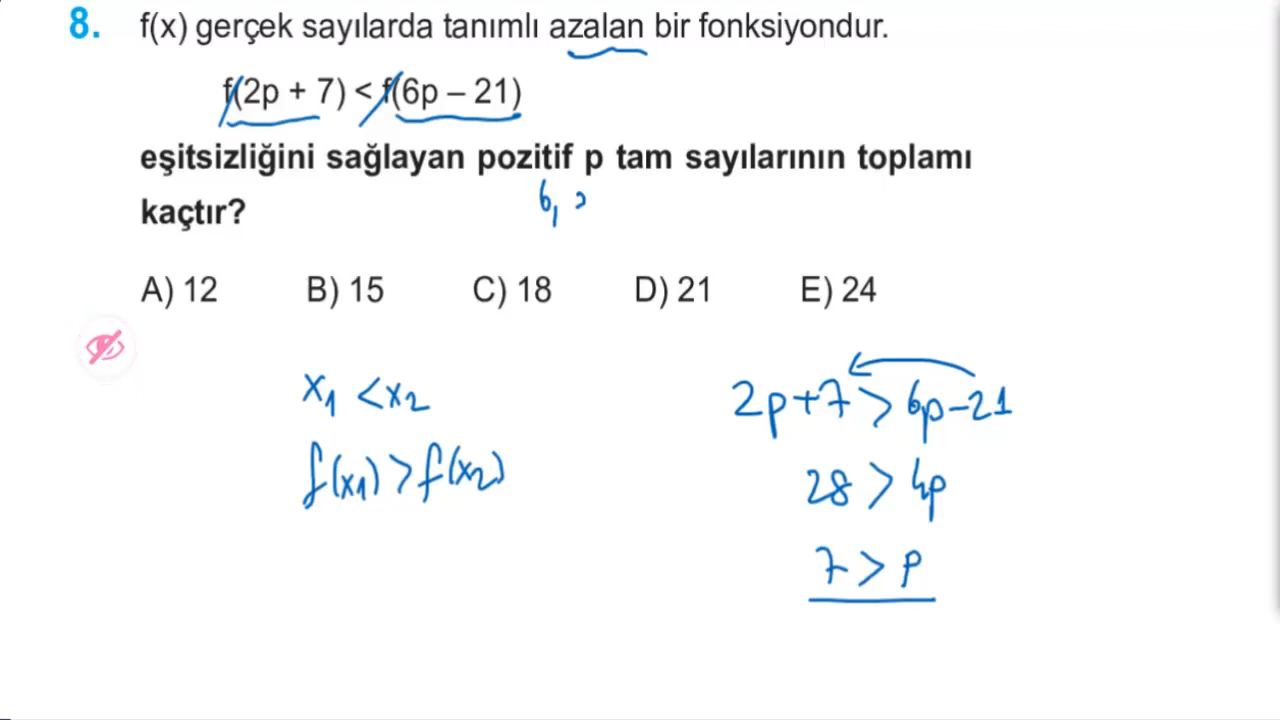 8. f(x) gerçek sayılarda tanımlı azalan bir fonksiyondur.
f(2p + 7) < f(6p – 21)
eşitsizliğini sağlayan pozitif p tam sayılarının toplamı
kaçtır?
6,
A) 12 B) 15 C) 18 D) 21 E) 24
x1 < x2
f(x1) > f(x2)
2p+7 > 6p-21
28 > 4p
7 > p